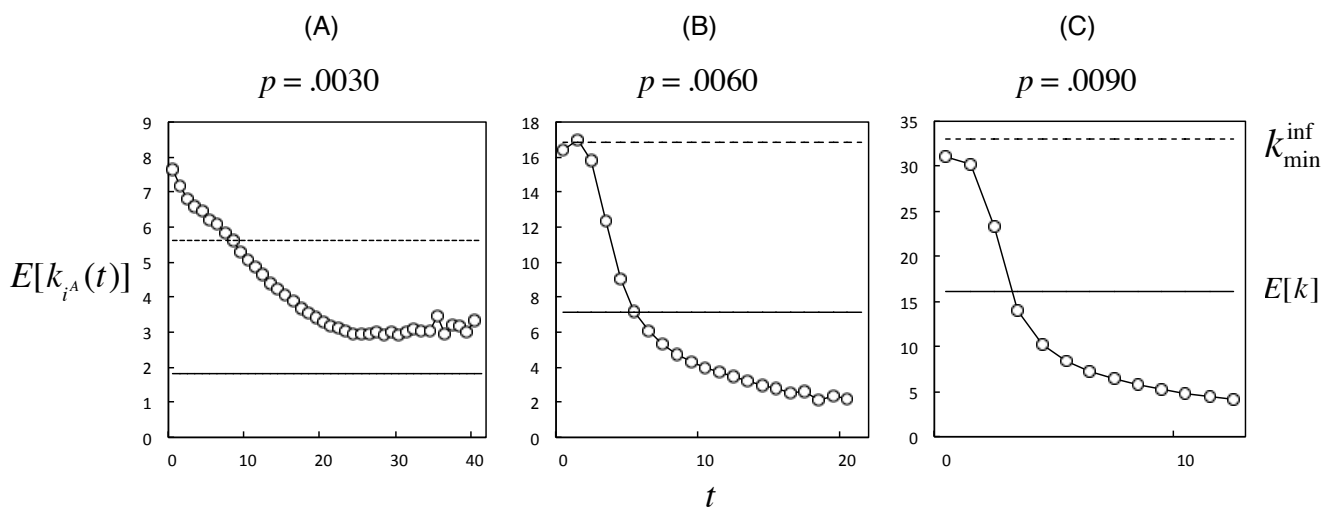 (A) (B) (C)
p = .0030 p = .0060 p = .0090
9 18 35
8 16 30
7 14 25
6 12 20
5 10 15
4 8 10
3 6 5
2 4 0
1 2
0 0
E[k_{i^A}(t)]
k_{min}^{inf}
E[k]
0 10 20 30 40 0 10 20 0 10
t